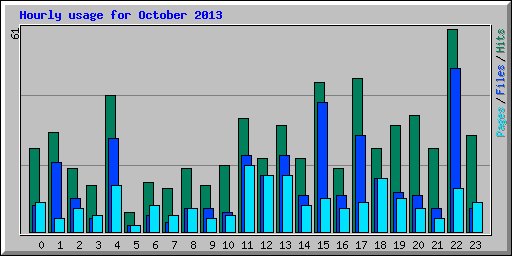 Hourly usage for October 2013
61
Pages / Files / Hits
0 1 2 3 4 5 6 7 8 9 10 11 12 13 14 15 16 17 18 19 20 21 22 23